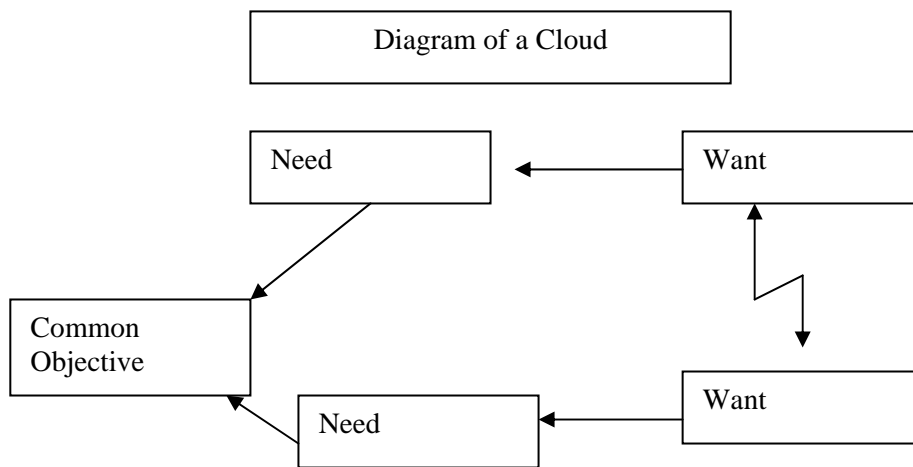 Diagram of a Cloud
Need
Want
Common
Objective
Need
Want